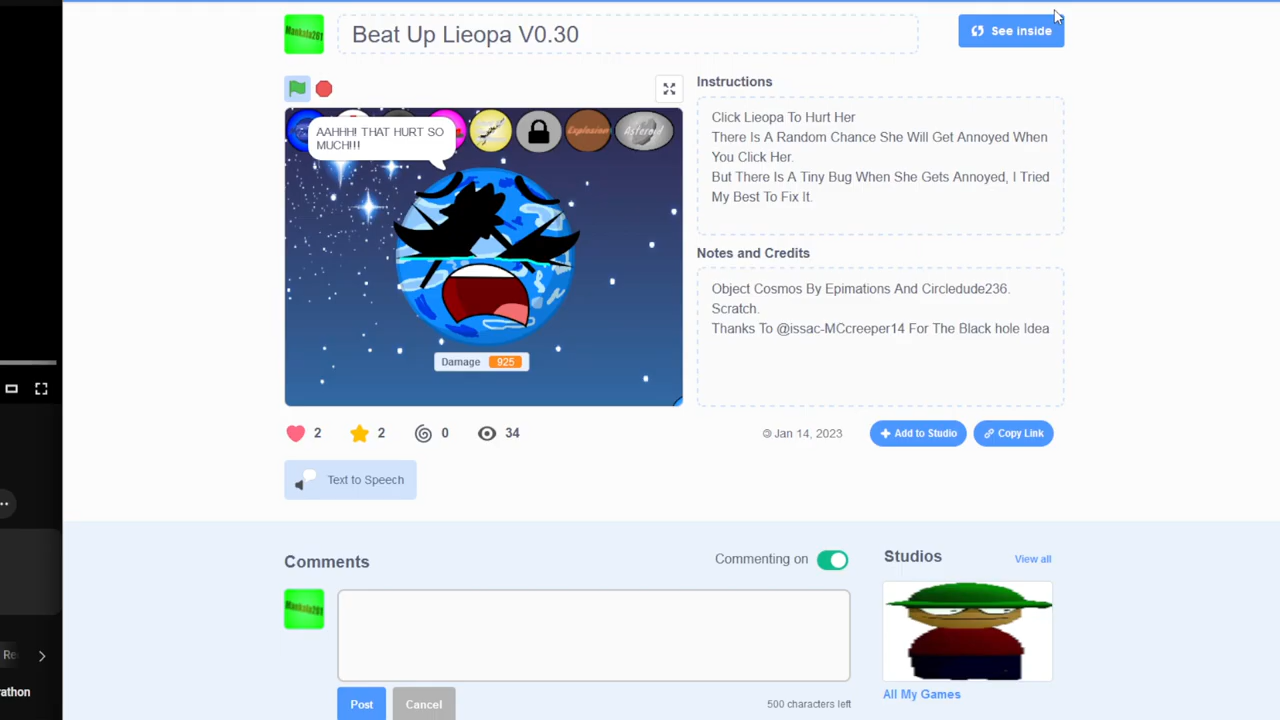 Mankalu201
Beat Up Lieopa V0.30
See inside
AAHHH! THAT HURT SO
MUCH!!!
Explosion
Asteroid
Damage 925
Instructions
Click Lieopa To Hurt Her
There Is A Random Chance She Will Get Annoyed When
You Click Her.
But There Is A Tiny Bug When She Gets Annoyed, I Tried
My Best To Fix It.
Notes and Credits
Object Cosmos By Epimations And Circledude236.
Scratch.
Thanks To @issac-MCcreeper14 For The Black hole Idea
2 2 0 34
Jan 14, 2023
Add to Studio
Copy Link
Text to Speech
Comments
Commenting on
Mankalu201
Post
Cancel
500 characters left
Studios
View all
All My Games
Re
rathon